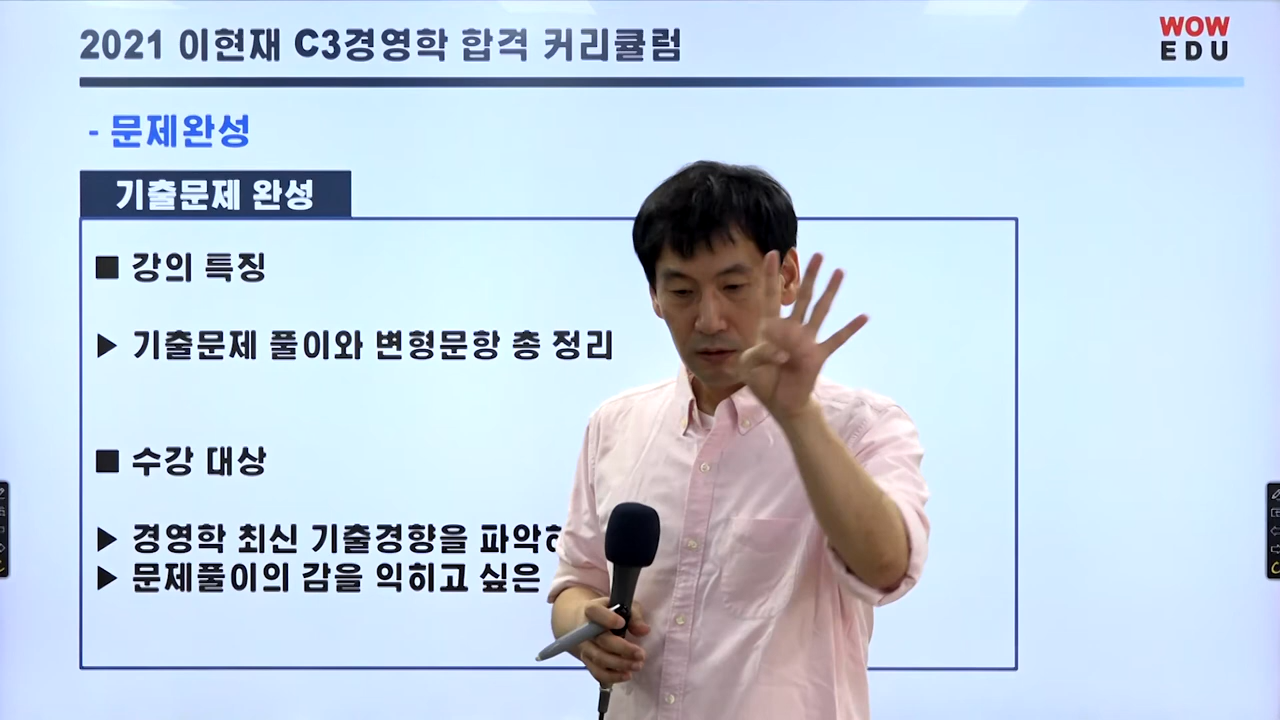 2021 이현재 C3경영학 합격 커리큘럼
WOW
EDU
- 문제완성
기출문제 완성
■ 강의 특징
▶ 기출문제 풀이와 변형문항 총 정리
■ 수강 대상
▶ 경영학 최신 기출경향을
▶ 문제풀이의 감을 익히고 싶은